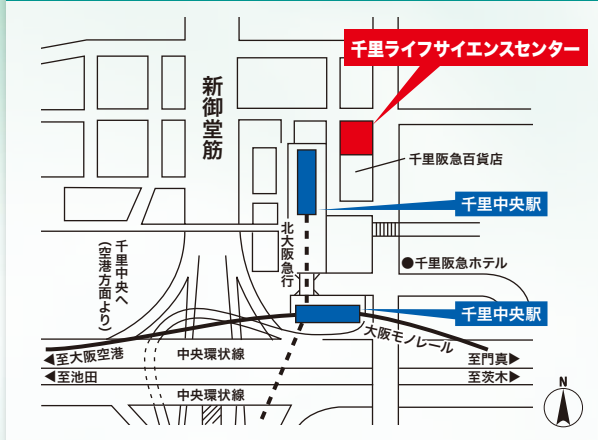 千里ライフサイエンスセンター
新御堂筋
千里阪急百貨店
千里中央駅
北大阪急行
千里中央へ
(空港方面より)
●千里阪急ホテル
千里中央駅
大阪モノレール
◀至大阪空港
中央環状線
至門真▶
◀至池田
至茨木▶
中央環状線
N